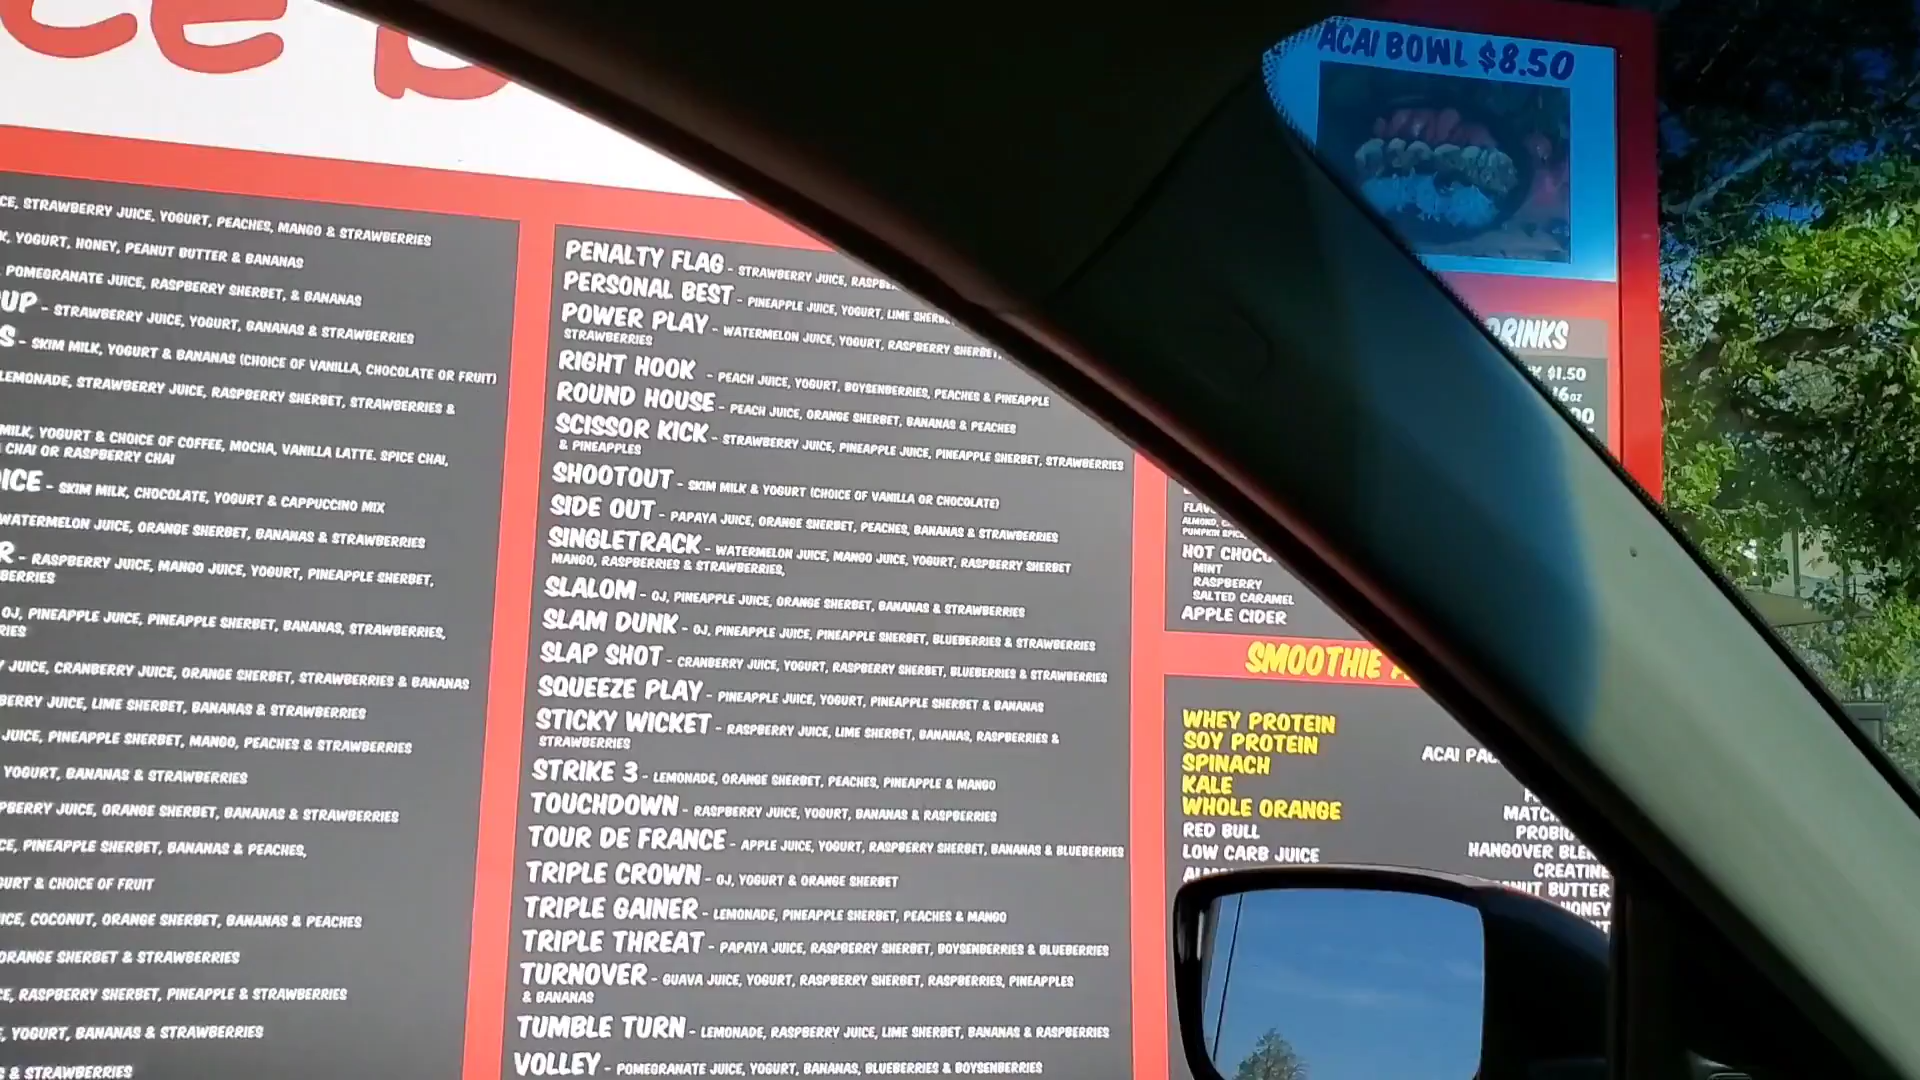 CE, STRAWBERRY JUICE, YOGURT, PEACHES, MANGO & STRAWBERRIES
YOGURT, HONEY, PEANUT BUTTER & BANANAS
POMEGRANATE JUICE, RASPBERRY SHERBET, & BANANAS
UP - STRAWBERRY JUICE, YOGURT, BANANAS & STRAWBERRIES
S - SKIM MILK, YOGURT & BANANAS (CHOICE OF VANILLA, CHOCOLATE OR FRUIT)
LEMONADE, STRAWBERRY JUICE, RASPBERRY SHERBET, STRAWBERRIES &
MILK, YOGURT & CHOICE OF COFFEE, MOCHA, VANILLA LATTE. SPICE CHAI,
CHAI OR RASPBERRY CHAI
ICE - SKIM MILK, CHOCOLATE, YOGURT & CAPPUCCINO MIX
WATERMELON JUICE, ORANGE SHERBET, BANANAS & STRAWBERRIES
R - RASPBERRY JUICE, MANGO JUICE, YOGURT, PINEAPPLE SHERBET,
BERRIES
OJ, PINEAPPLE JUICE, PINEAPPLE SHERBET, BANANAS, STRAWBERRIES,
RIES
Y JUICE, CRANBERRY JUICE, ORANGE SHERBET, STRAWBERRIES & BANANAS
BERRY JUICE, LIME SHERBET, BANANAS & STRAWBERRIES
JUICE, PINEAPPLE SHERBET, MANGO, PEACHES & STRAWBERRIES
YOGURT, BANANAS & STRAWBERRIES
PBERRY JUICE, ORANGE SHERBET, BANANAS & STRAWBERRIES
CE, PINEAPPLE SHERBET, BANANAS & PEACHES,
GURT & CHOICE OF FRUIT
ICE, COCONUT, ORANGE SHERBET, BANANAS & PEACHES
ORANGE SHERBET & STRAWBERRIES
CE, RASPBERRY SHERBET, PINEAPPLE & STRAWBERRIES
YOGURT, BANANAS & STRAWBERRIES
& STRAWBERRIES
PENALTY FLAG - STRAWBERRY JUICE, RASPBE
PERSONAL BEST - PINEAPPLE JUICE, YOGURT, LIME SHERB
POWER PLAY - WATERMELON JUICE, YOGURT, RASPBERRY SHERBET,
STRAWBERRIES
RIGHT HOOK - PEACH JUICE, YOGURT, BOYSENBERRIES, PEACHES & PINEAPPLE
ROUND HOUSE - PEACH JUICE, ORANGE SHERBET, BANANAS & PEACHES
SCISSOR KICK - STRAWBERRY JUICE, PINEAPPLE JUICE, PINEAPPLE SHERBET, STRAWBERRIES
& PINEAPPLES
SHOOTOUT - SKIM MILK & YOGURT (CHOICE OF VANILLA OR CHOCOLATE)
SIDE OUT - PAPAYA JUICE, ORANGE SHERBET, PEACHES, BANANAS & STRAWBERRIES
SINGLETRACK - WATERMELON JUICE, MANGO JUICE, YOGURT, RASPBERRY SHERBET
MANGO, RASPBERRIES & STRAWBERRIES,
SLALOM - OJ, PINEAPPLE JUICE, ORANGE SHERBET, BANANAS & STRAWBERRIES
SLAM DUNK - OJ, PINEAPPLE JUICE, PINEAPPLE SHERBET, BLUEBERRIES & STRAWBERRIES
SLAP SHOT - CRANBERRY JUICE, YOGURT, RASPBERRY SHERBET, BLUEBERRIES & STRAWBERRIES
SQUEEZE PLAY - PINEAPPLE JUICE, YOGURT, PINEAPPLE SHERBET & BANANAS
STICKY WICKET - RASPBERRY JUICE, LIME SHERBET, BANANAS, RASPBERRIES &
STRAWBERRIES
STRIKE 3 - LEMONADE, ORANGE SHERBET, PEACHES, PINEAPPLE & MANGO
TOUCHDOWN - RASPBERRY JUICE, YOGURT, BANANAS & RASPBERRIES
TOUR DE FRANCE - APPLE JUICE, YOGURT, RASPBERRY SHERBET, BANANAS & BLUEBERRIES
TRIPLE CROWN - OJ, YOGURT & ORANGE SHERBET
TRIPLE GAINER - LEMONADE, PINEAPPLE SHERBET, PEACHES & MANGO
TRIPLE THREAT - PAPAYA JUICE, RASPBERRY SHERBET, BOYSENBERRIES & BLUEBERRIES
TURNOVER - GUAVA JUICE, YOGURT, RASPBERRY SHERBET, RASPBERRIES, PINEAPPLES
& BANANAS
TUMBLE TURN - LEMONADE, RASPBERRY JUICE, LIME SHERBET, BANANAS & RASPBERRIES
VOLLEY - POMEGRANATE JUICE, YOGURT, BANANAS, BLUEBERRIES & BOYSENBERRIES
ACAI BOWL $8.50
RINKS
$1.50
FLAV
ALMOND,
PUMPKIN SPICE
HOT CHOCO
MINT
RASPBERRY
SALTED CARAMEL
APPLE CIDER
SMOOTHIE
WHEY PROTEIN
SOY PROTEIN
SPINACH
KALE
WHOLE ORANGE
RED BULL
LOW CARB JUICE
ACAI PAC
MATC
PROBIO
HANGOVER BLEN
CREATINE
NUT BUTTER
HONEY